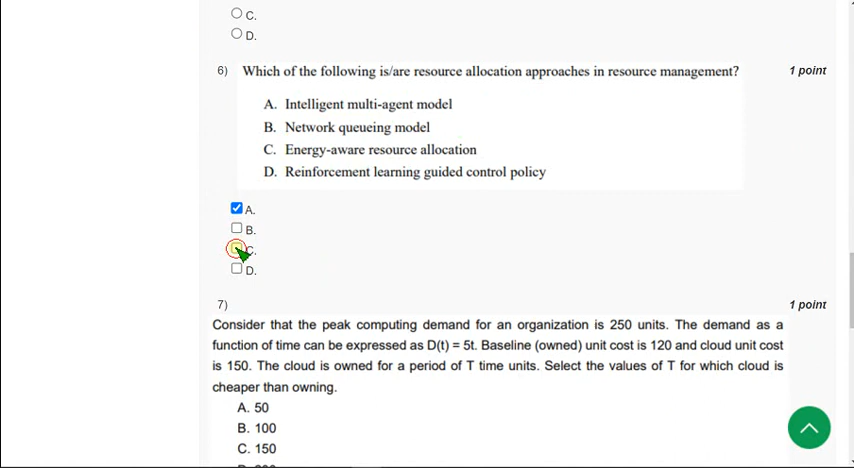 C.
D.
6) Which of the following is/are resource allocation approaches in resource management? 1 point
A. Intelligent multi-agent model
B. Network queueing model
C. Energy-aware resource allocation
D. Reinforcement learning guided control policy
A.
B.
C.
D.
7) 1 point
Consider that the peak computing demand for an organization is 250 units. The demand as a
function of time can be expressed as D(t) = 5t. Baseline (owned) unit cost is 120 and cloud unit cost
is 150. The cloud is owned for a period of T time units. Select the values of T for which cloud is
cheaper than owning.
A. 50
B. 100
C. 150